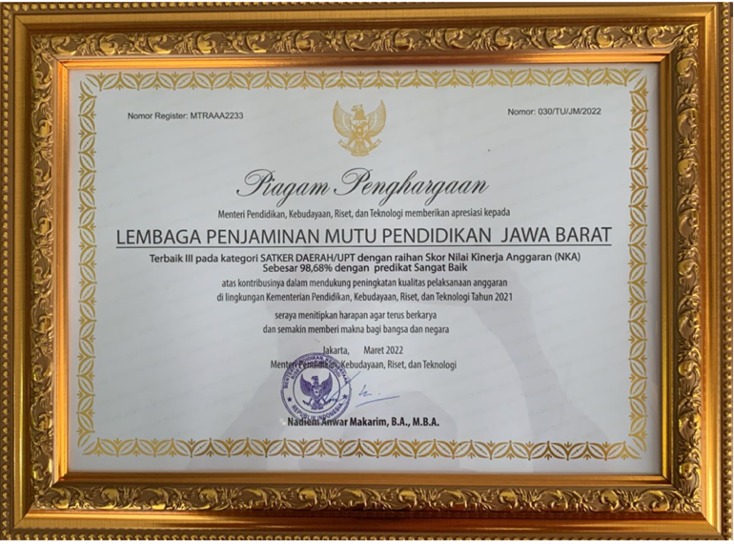 Nomor Register: MTRAAA2233
Nomor: 030/TU/JM/2022
Piagam Penghargaan
Menteri Pendidikan, Kebudayaan, Riset, dan Teknologi memberikan apresiasi kepada
LEMBAGA PENJAMINAN MUTU PENDIDIKAN JAWA BARAT
Terbaik III pada kategori SATKER DAERAH/UPT dengan raihan Skor Nilai Kinerja Anggaran (NKA)
Sebesar 98,68% dengan predikat Sangat Baik
atas kontribusinya dalam mendukung peningkatan kualitas pelaksanaan anggaran
di lingkungan Kementerian Pendidikan, Kebudayaan, Riset, dan Teknologi Tahun 2021
seraya menitipkan harapan agar terus berkarya
dan semakin memberi makna bagi bangsa dan negara
Jakarta, Maret 2022
Menteri Pendidikan, Kebudayaan, Riset, dan Teknologi
REPUBLIK INDONESIA
Nadiem Anwar Makarim, B.A., M.B.A.